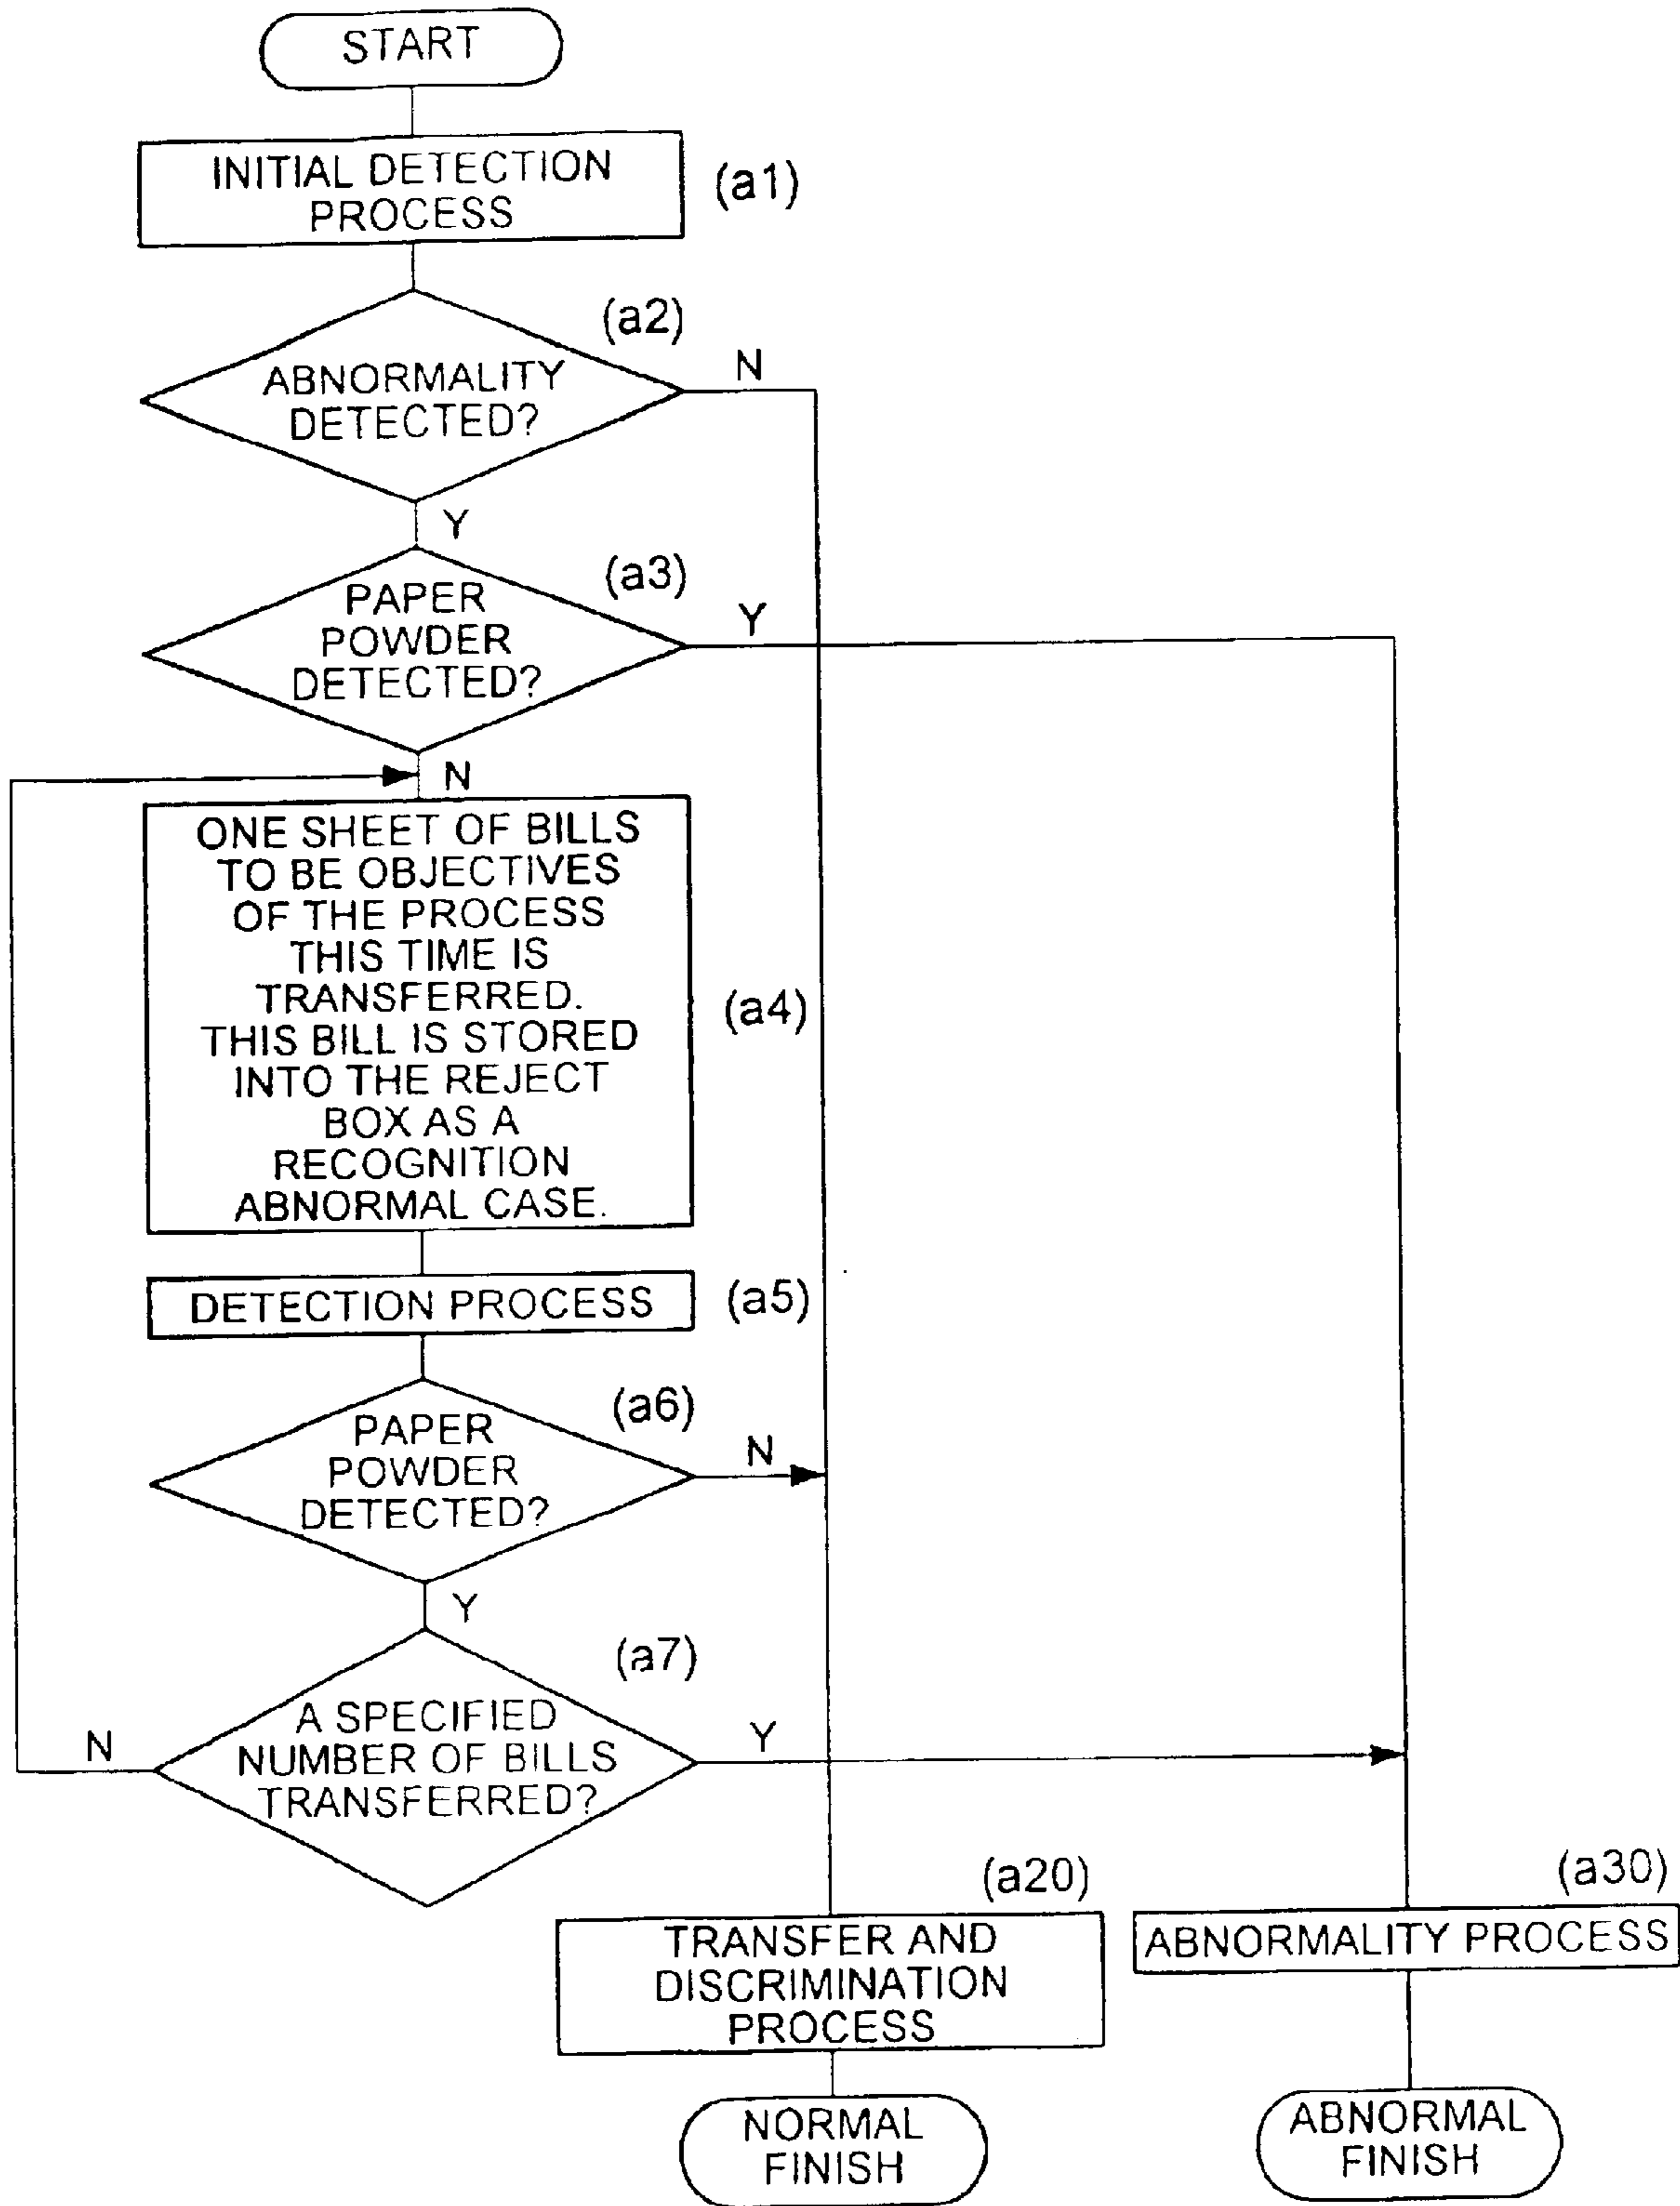 START
INITIAL DETECTION
PROCESS
(a1)
(a2)
ABNORMALITY
DETECTED?
N
Y
(a3)
PAPER
POWDER
DETECTED?
Y
N
ONE SHEET OF BILLS
TO BE OBJECTIVES
OF THE PROCESS
THIS TIME IS
TRANSFERRED.
THIS BILL IS STORED
INTO THE REJECT
BOX AS A
RECOGNITION
ABNORMAL CASE.
(a4)
DETECTION PROCESS
(a5)
(a6)
PAPER
POWDER
DETECTED?
N
Y
(a7)
A SPECIFIED
NUMBER OF BILLS
TRANSFERRED?
N
Y
(a20)
TRANSFER AND
DISCRIMINATION
PROCESS
(a30)
ABNORMALITY PROCESS
NORMAL
FINISH
ABNORMAL
FINISH